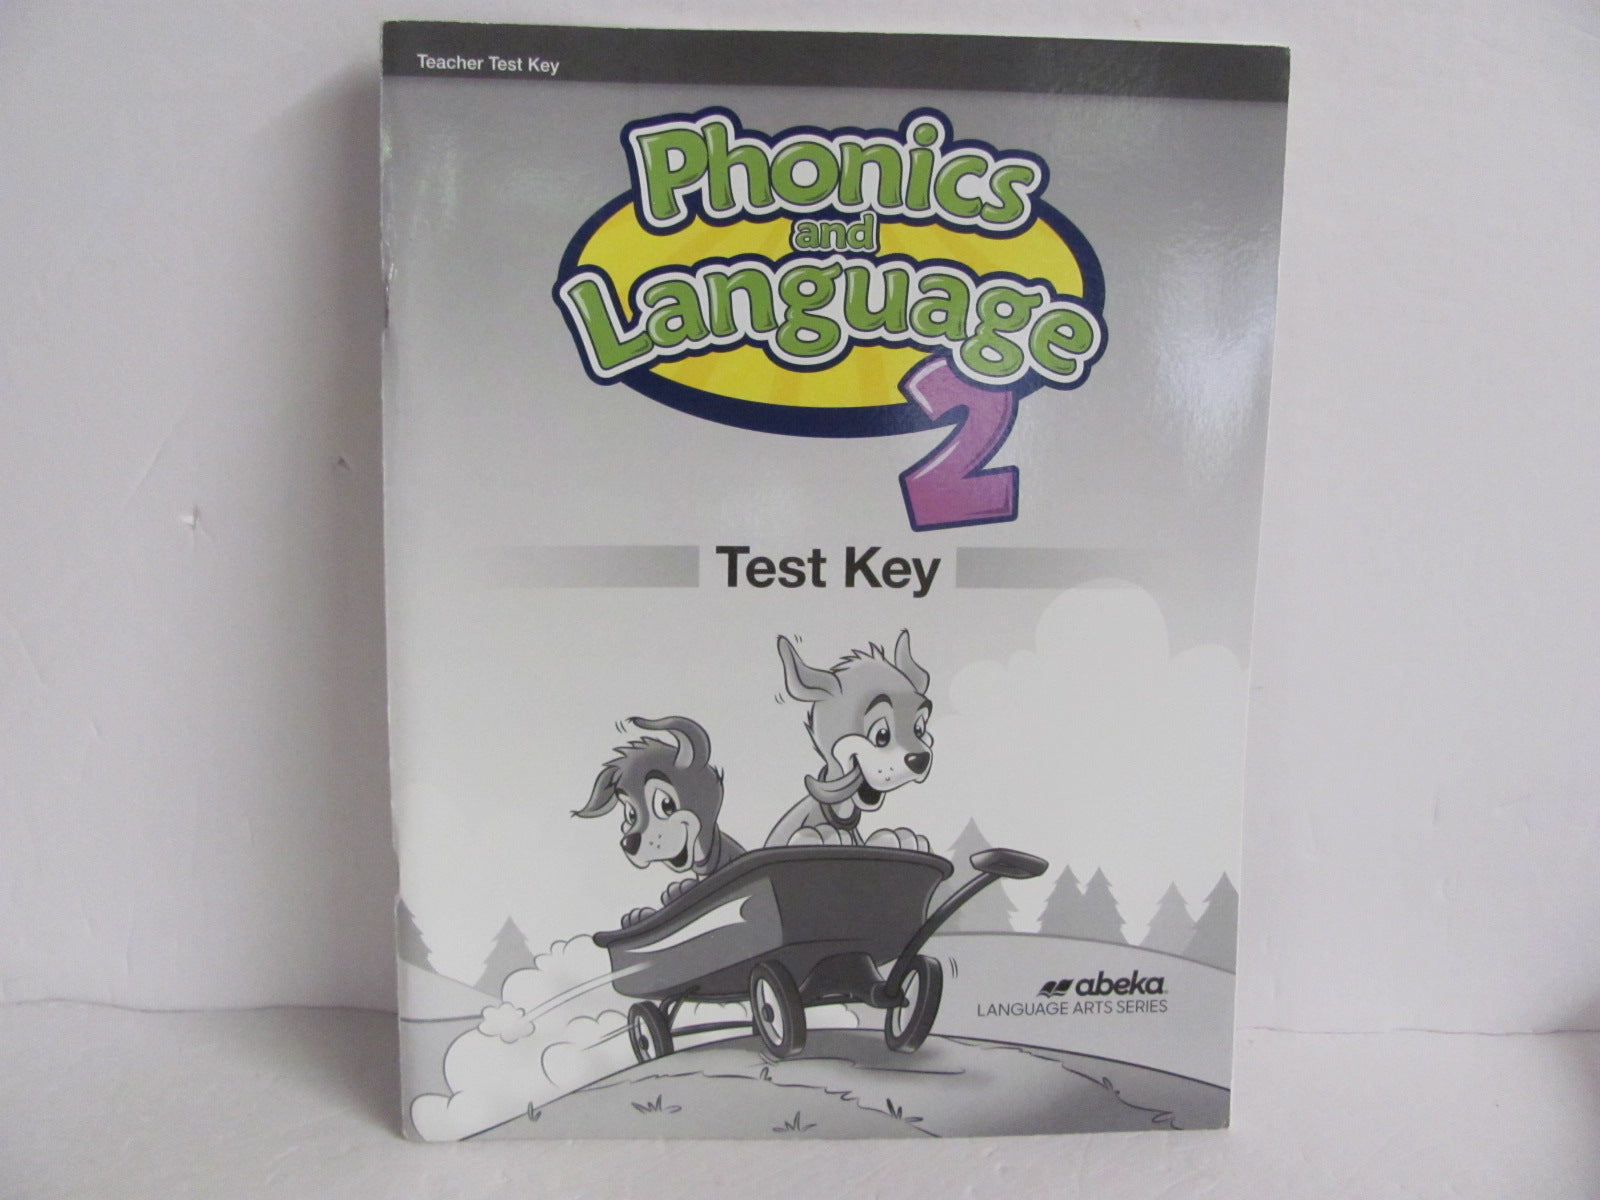 Teacher Test Key
Phonics
and
Language
2
Test Key
abeka
LANGUAGE ARTS SERIES